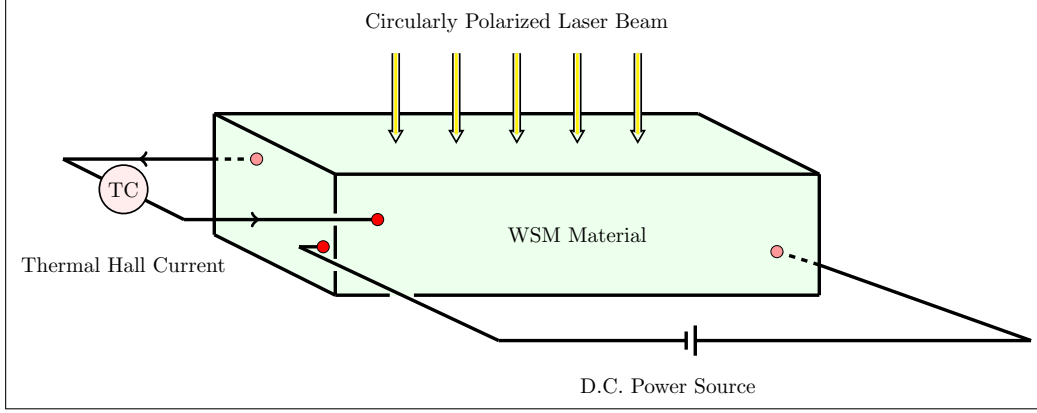 Circularly Polarized Laser Beam
TC
WSM Material
Thermal Hall Current
D.C. Power Source